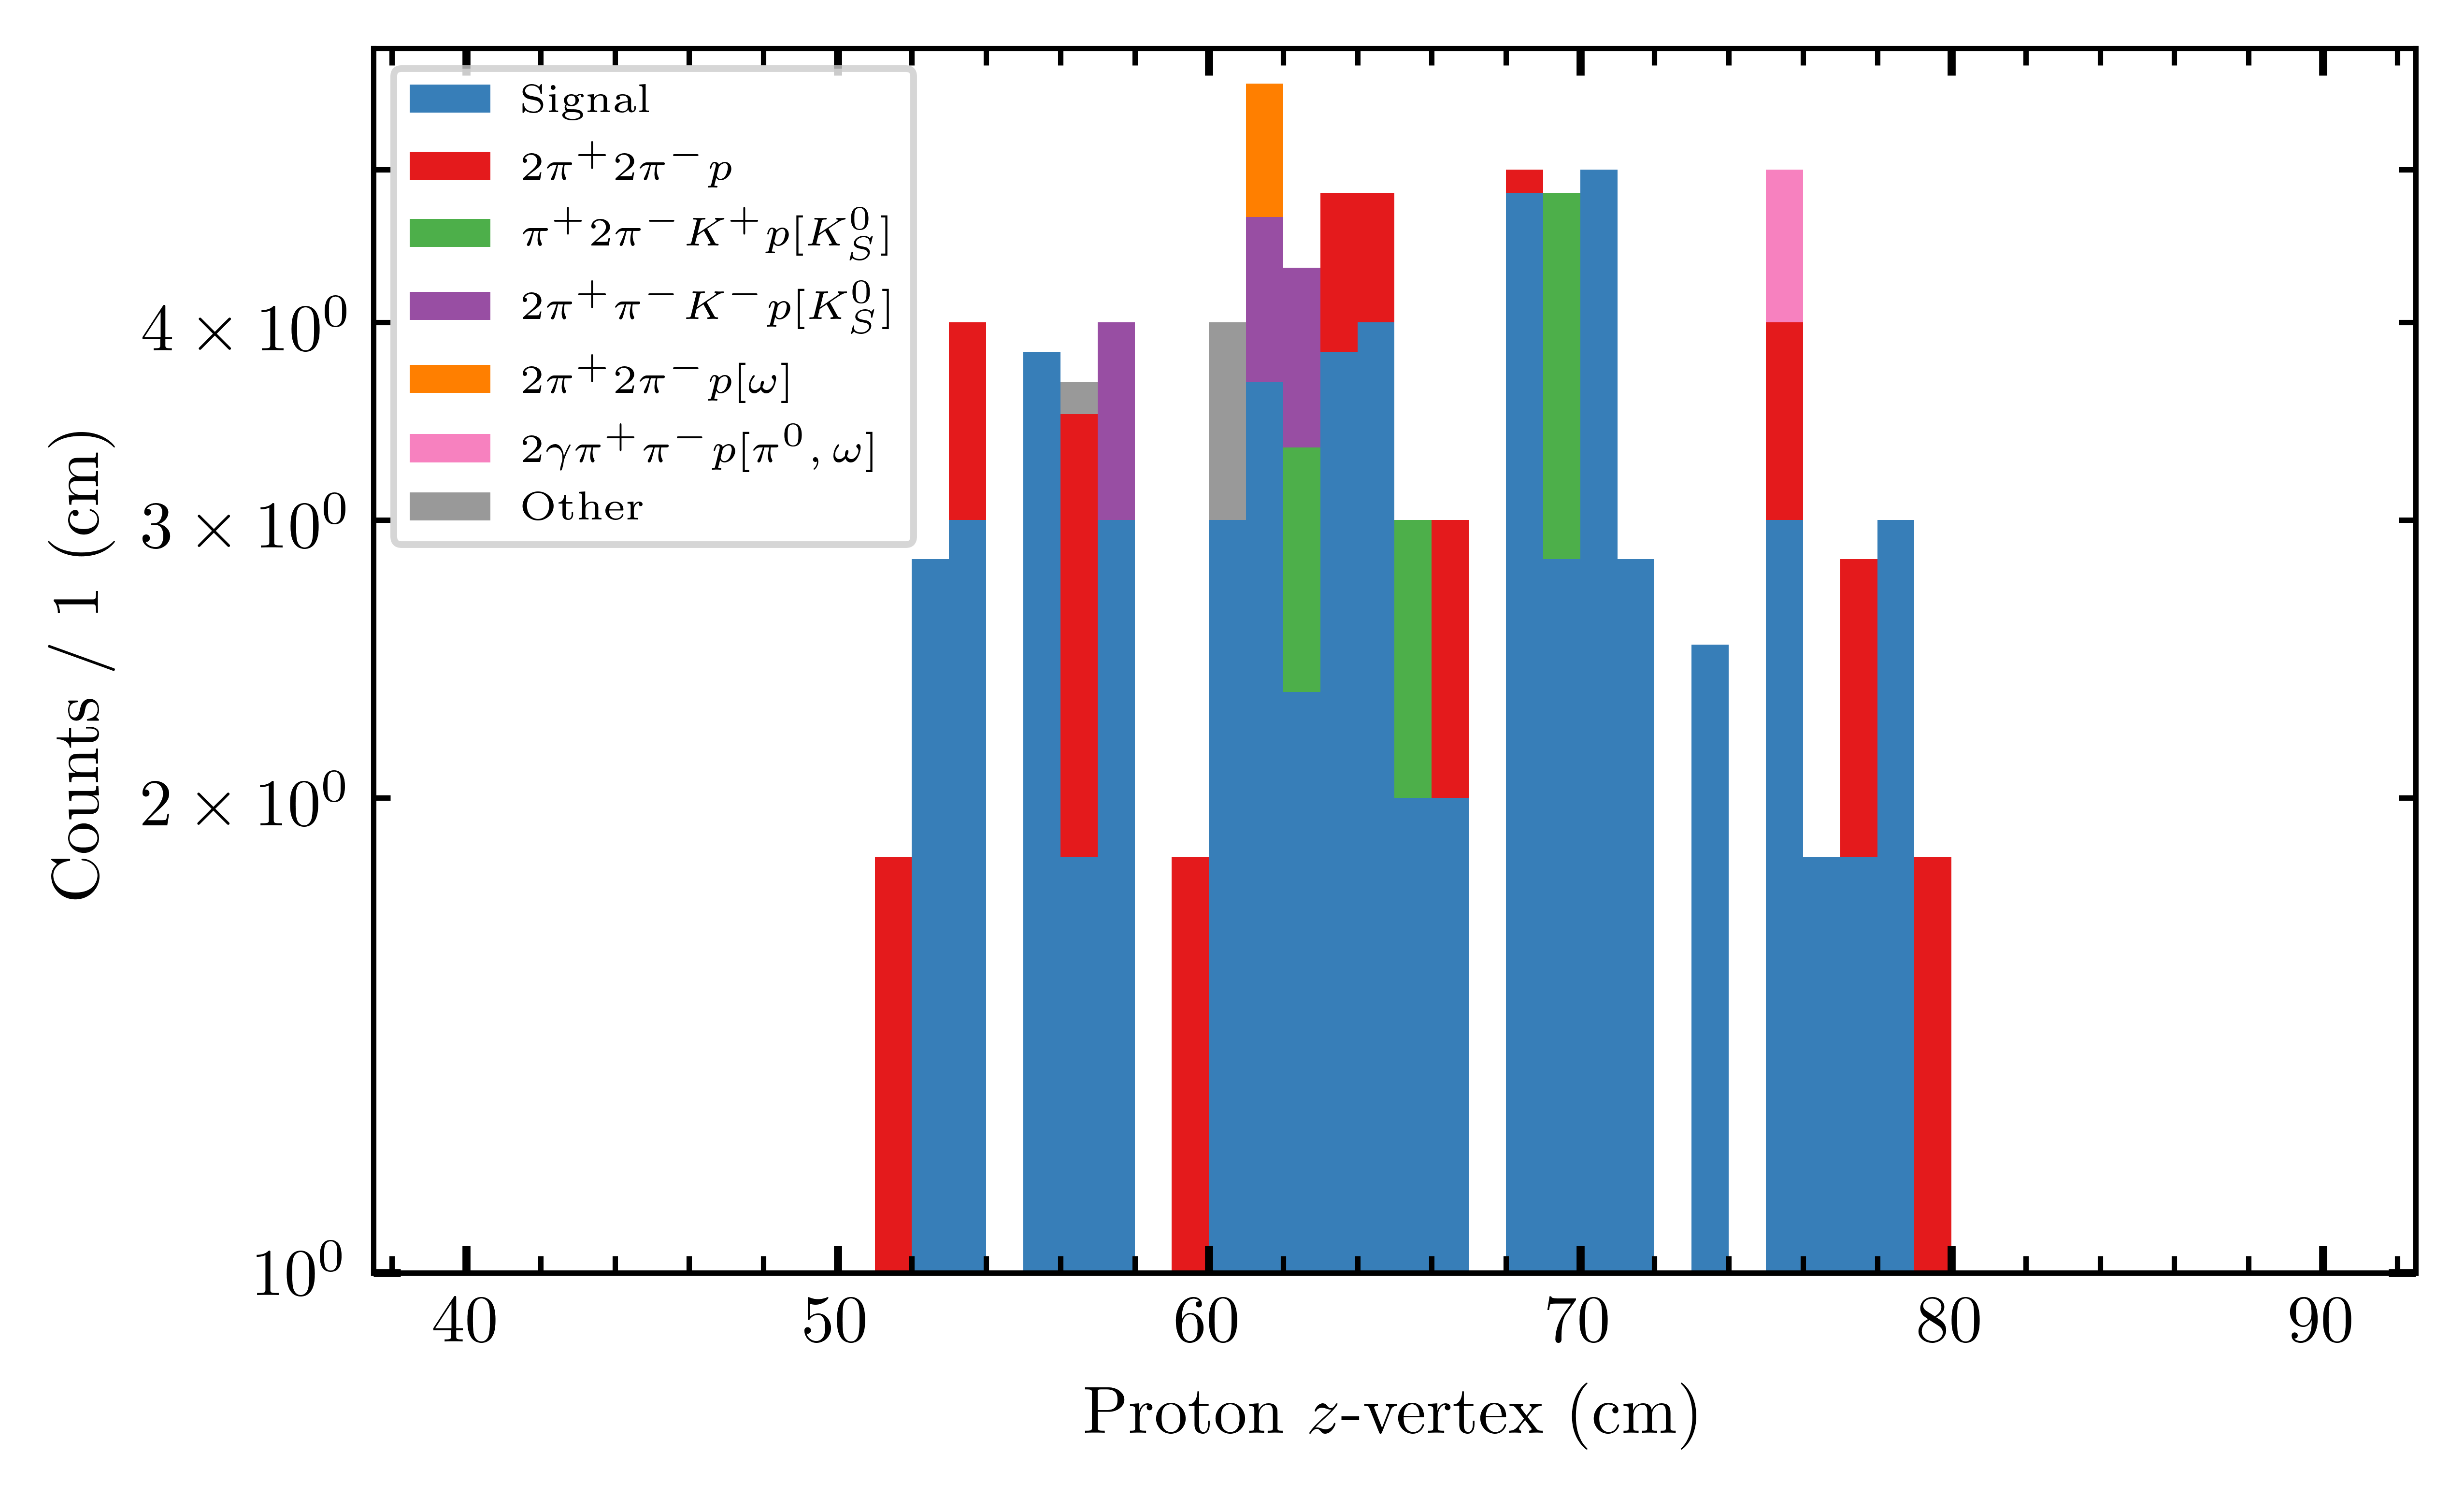 Signal
2π⁺2π⁻p
π⁺2π⁻K⁺p[K⁰_S]
2π⁺π⁻K⁻p[K⁰_S]
2π⁺2π⁻p[ω]
2γπ⁺π⁻p[π⁰, ω]
Other
4 × 10⁰
3 × 10⁰
2 × 10⁰
10⁰
Counts / 1 (cm)
40 50 60 70 80 90
Proton z-vertex (cm)